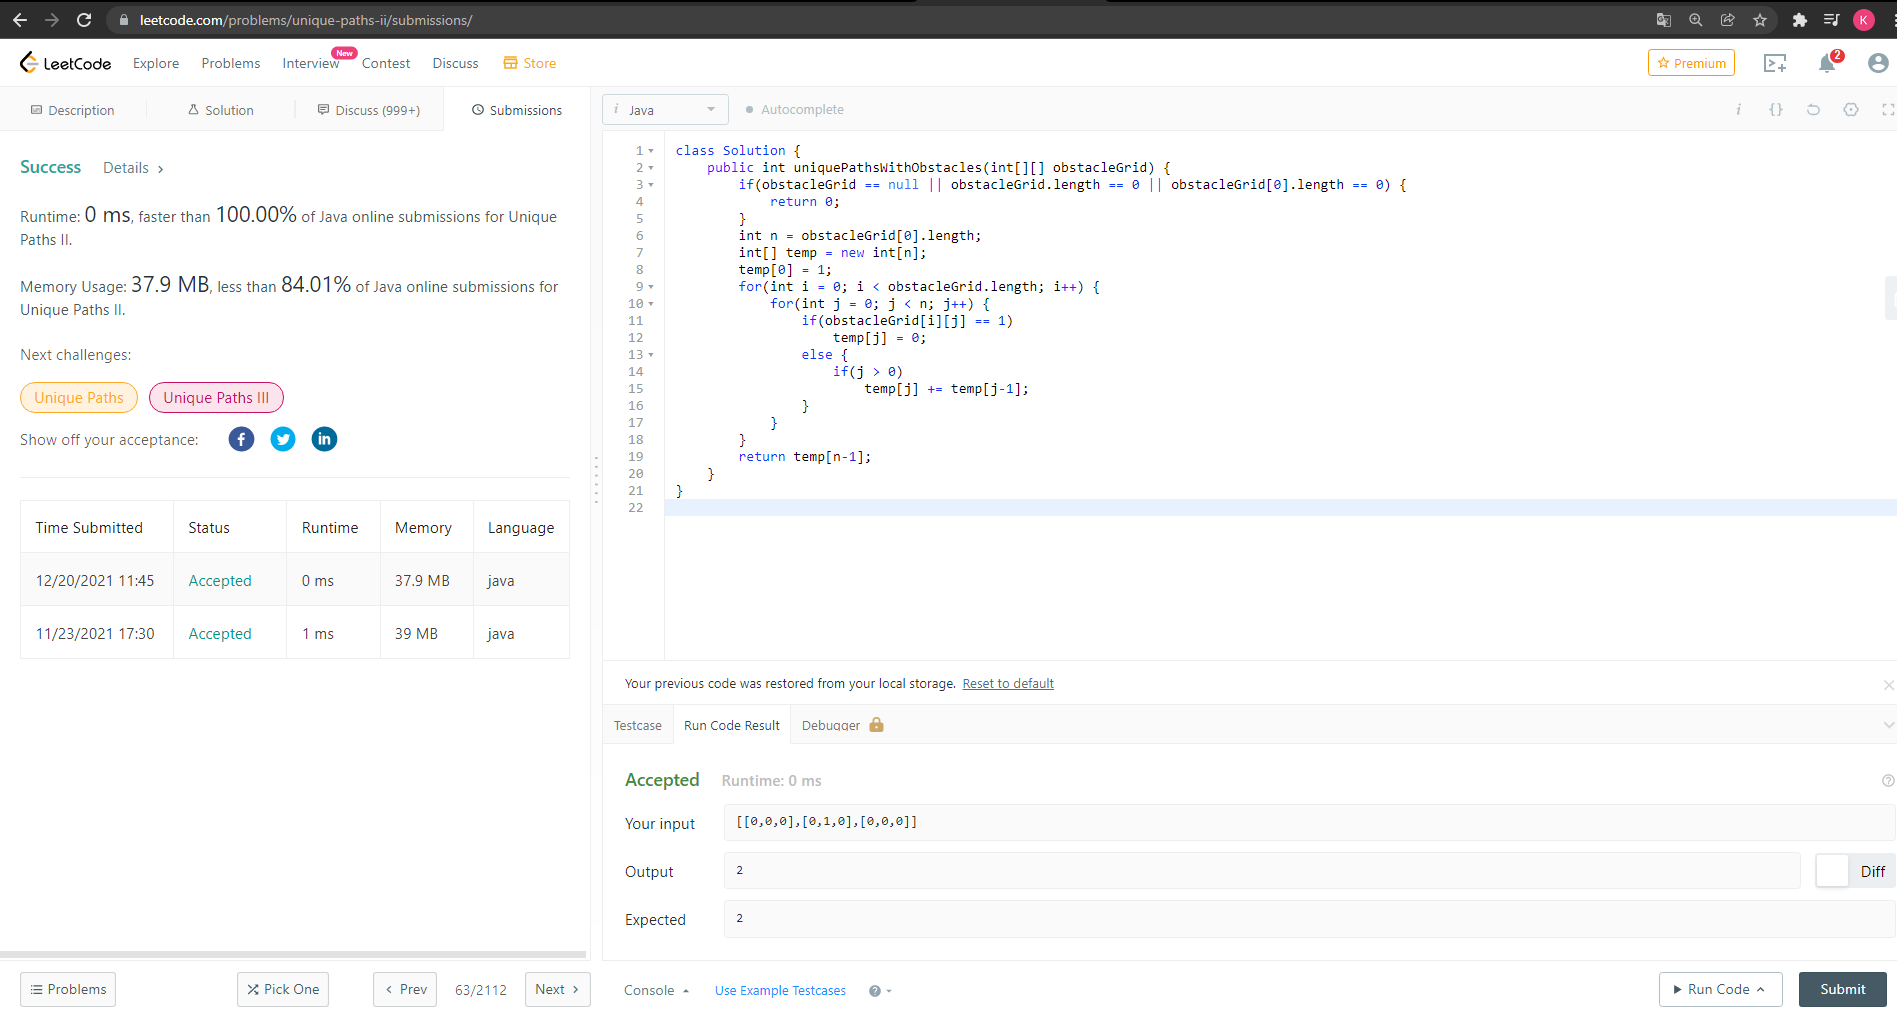 leetcode.com/problems/unique-paths-ii/submissions/
K
LeetCode Explore Problems Interview New Contest Discuss Store
Premium 2
Description Solution Discuss (999+) Submissions
i Java Autocomplete i {}
Success Details >
Runtime: 0 ms, faster than 100.00% of Java online submissions for Unique
Paths II.
Memory Usage: 37.9 MB, less than 84.01% of Java online submissions for
Unique Paths II.
Next challenges:
Unique Paths Unique Paths III
Show off your acceptance: f in
Time Submitted Status Runtime Memory Language
12/20/2021 11:45 Accepted 0 ms 37.9 MB java
11/23/2021 17:30 Accepted 1 ms 39 MB java
1 class Solution {
2 public int uniquePathsWithObstacles(int[][] obstacleGrid) {
3 if(obstacleGrid == null || obstacleGrid.length == 0 || obstacleGrid[0].length == 0) {
4 return 0;
5 }
6 int n = obstacleGrid[0].length;
7 int[] temp = new int[n];
8 temp[0] = 1;
9 for(int i = 0; i < obstacleGrid.length; i++) {
10 for(int j = 0; j < n; j++) {
11 if(obstacleGrid[i][j] == 1)
12 temp[j] = 0;
13 else {
14 if(j > 0)
15 temp[j] += temp[j-1];
16 }
17 }
18 }
19 return temp[n-1];
20 }
21 }
22
Your previous code was restored from your local storage. Reset to default
Testcase Run Code Result Debugger
Accepted Runtime: 0 ms
Your input [[0,0,0],[0,1,0],[0,0,0]]
Output 2 Diff
Expected 2
Problems Pick One < Prev 63/2112 Next >
Console Use Example Testcases ? Run Code Submit